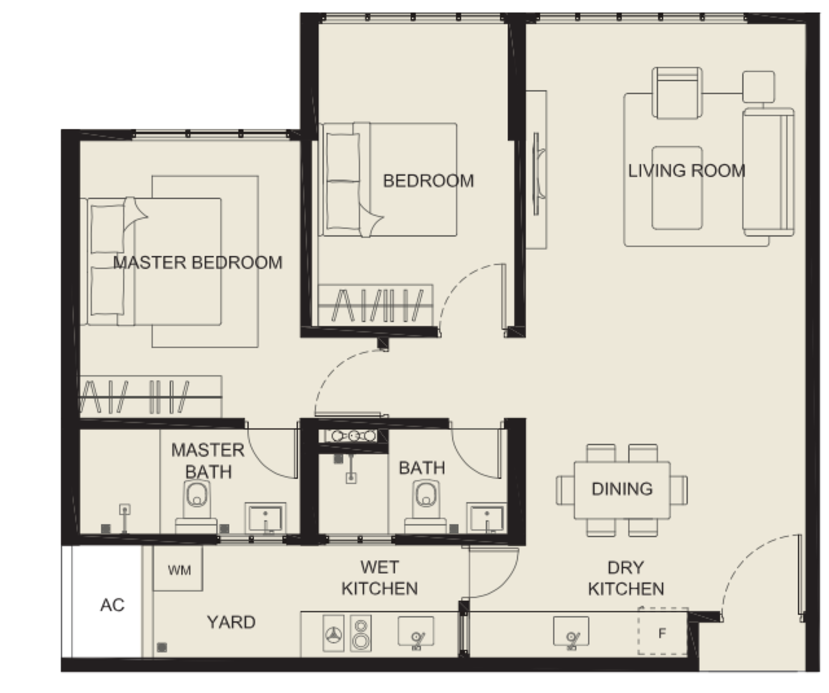 BEDROOM
LIVING ROOM
MASTER BEDROOM
MASTER
BATH
BATH
DINING
WM
WET
KITCHEN
DRY
KITCHEN
AC
YARD
F